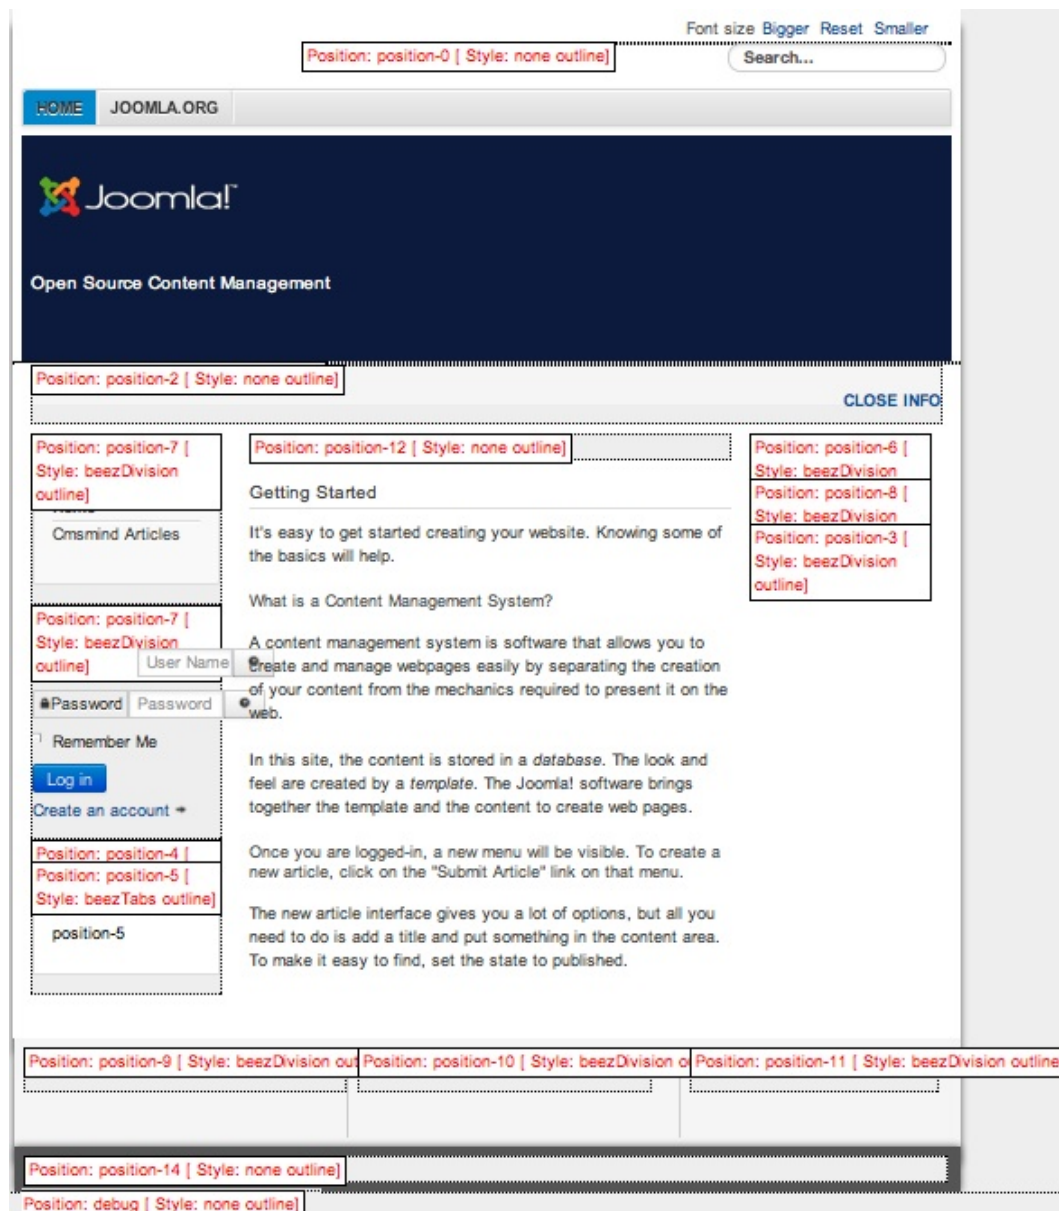 Font size Bigger Reset Smaller
Position: position-0 [ Style: none outline]
Search...
HOME JOOMLA.ORG
Joomla!™
Open Source Content Management
Position: position-2 [ Style: none outline]
CLOSE INFO
Position: position-7 [
Style: beezDivision
outline]
Cmsmind Articles
Position: position-7 [
Style: beezDivision
outline]
User Name
Password Password
Remember Me
Log in
Create an account
Position: position-4 [
Position: position-5 [
Style: beezTabs outline]
position-5
Position: position-12 [ Style: none outline]
Getting Started
It's easy to get started creating your website. Knowing some of
the basics will help.
What is a Content Management System?
A content management system is software that allows you to
create and manage webpages easily by separating the creation
of your content from the mechanics required to present it on the
web.
In this site, the content is stored in a database. The look and
feel are created by a template. The Joomla! software brings
together the template and the content to create web pages.
Once you are logged-in, a new menu will be visible. To create a
new article, click on the "Submit Article" link on that menu.
The new article interface gives you a lot of options, but all you
need to do is add a title and put something in the content area.
To make it easy to find, set the state to published.
Position: position-6 [
Style: beezDivision
Position: position-8 [
Style: beezDivision
Position: position-3 [
Style: beezDivision
outline]
Position: position-9 [ Style: beezDivision out
Position: position-10 [ Style: beezDivision o
Position: position-11 [ Style: beezDivision outline
Position: position-14 [ Style: none outline]
Position: debug [ Style: none outline]